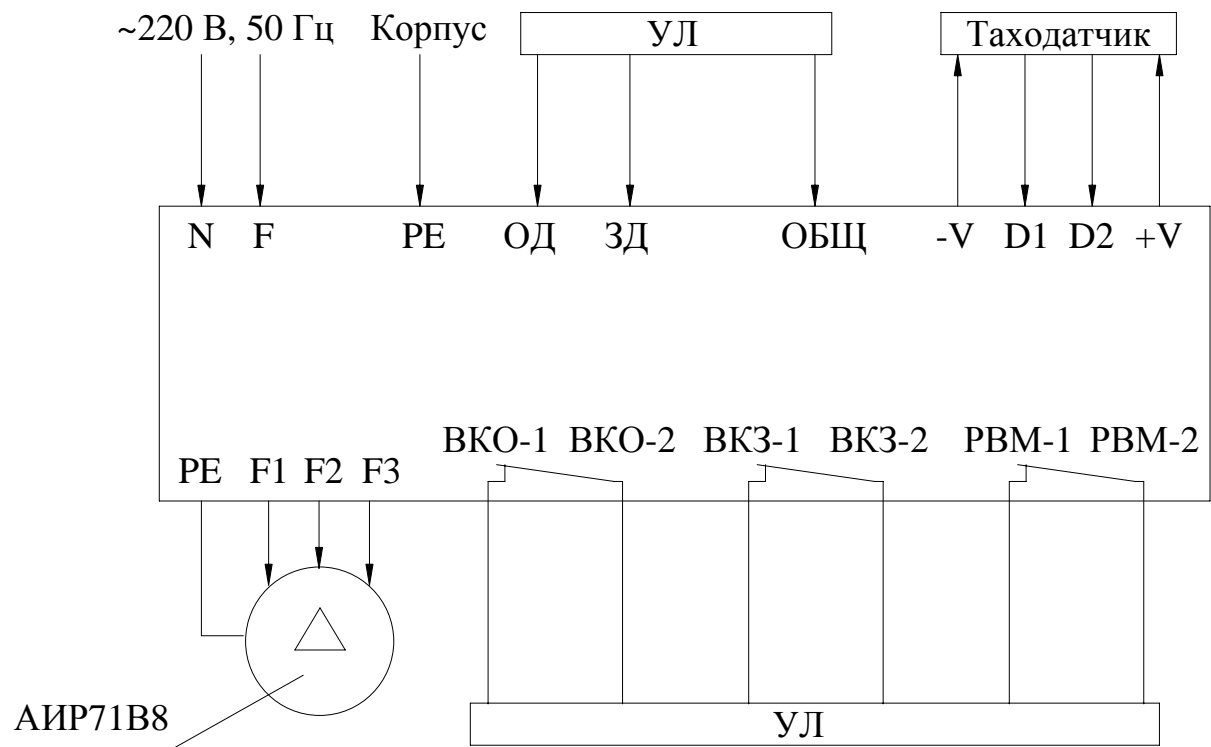 ~220 В, 50 Гц Корпус УЛ Таходатчик
N F PE ОД ЗД ОБЩ -V D1 D2 +V
ВКО-1 ВКО-2 ВКЗ-1 ВКЗ-2 РВМ-1 РВМ-2
PE F1 F2 F3
АИР71В8
УЛ